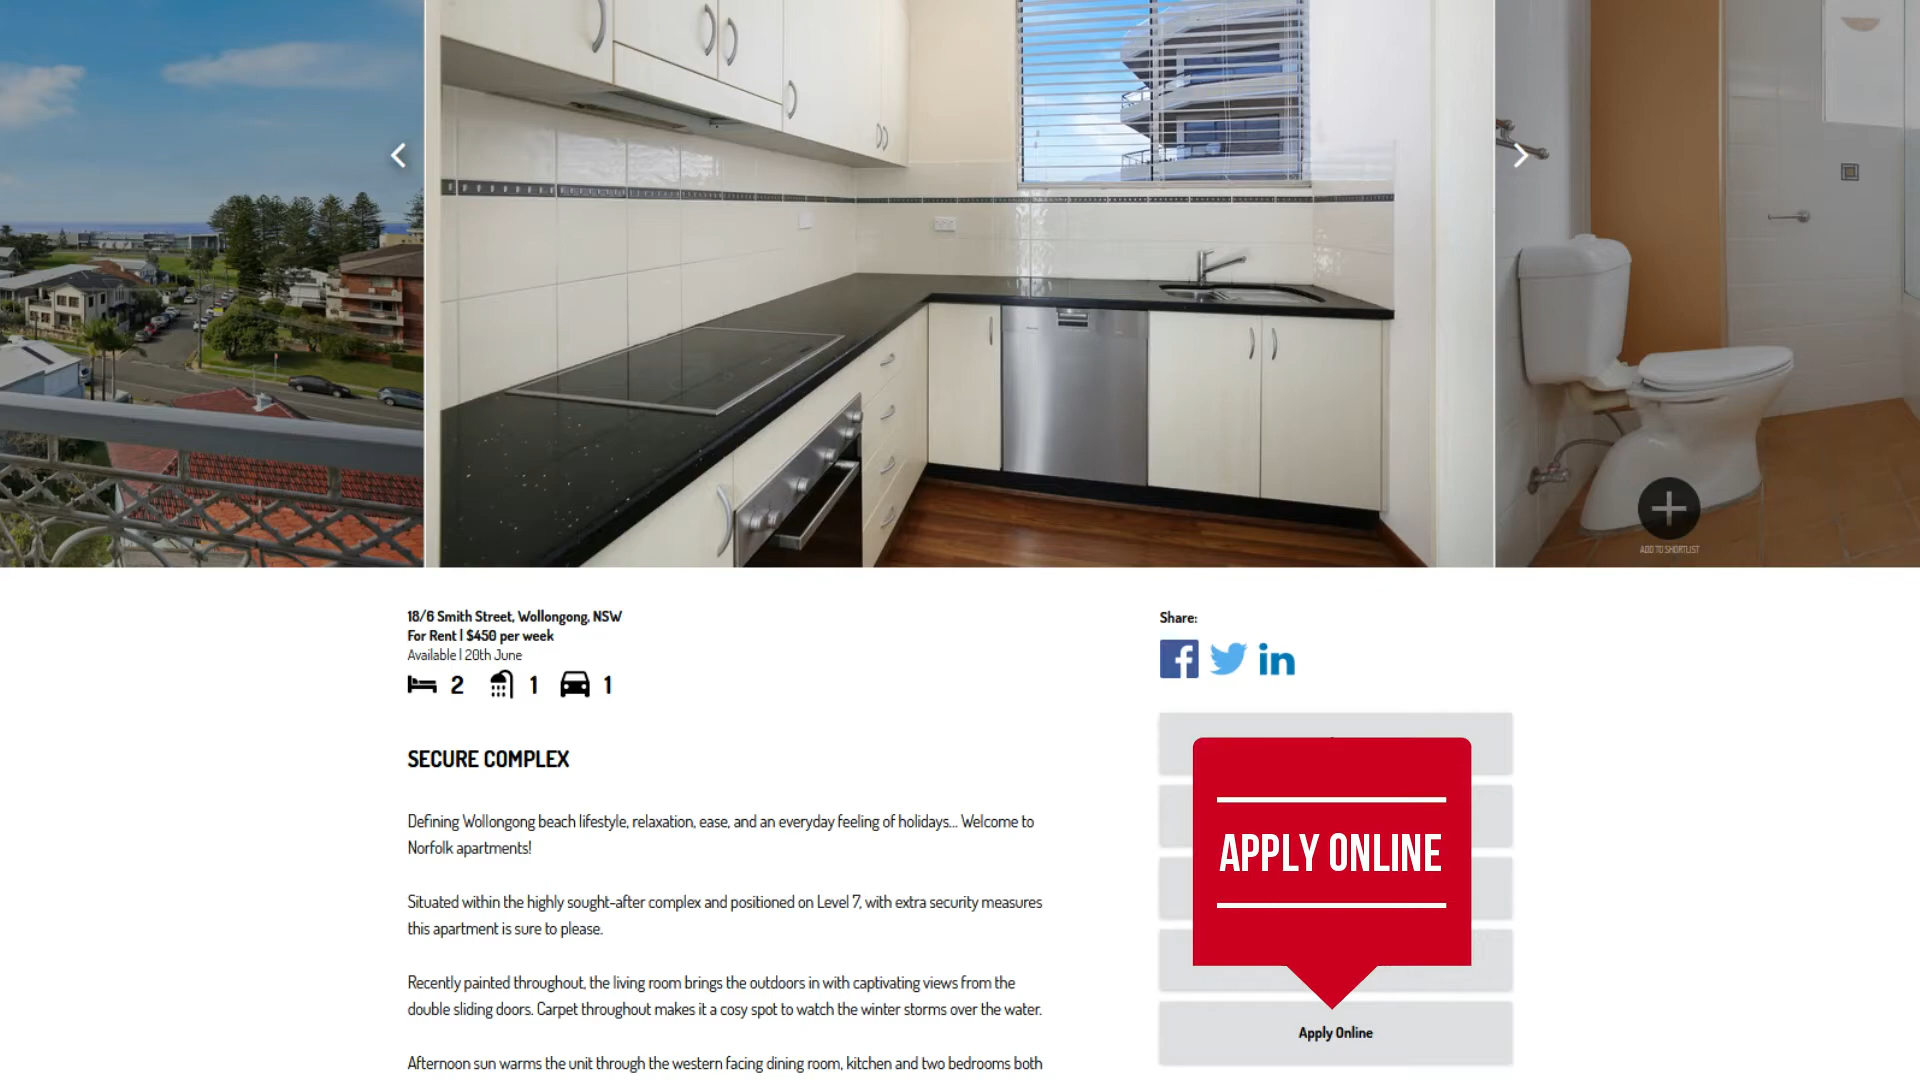 ADD TO SHORTLIST
18/6 Smith Street, Wollongong, NSW
For Rent | $450 per week
Available | 20th June
2 1 1
SECURE COMPLEX
Defining Wollongong beach lifestyle, relaxation, ease, and an everyday feeling of holidays... Welcome to
Norfolk apartments!
Situated within the highly sought-after complex and positioned on Level 7, with extra security measures
this apartment is sure to please.
Recently painted throughout, the living room brings the outdoors in with captivating views from the
double sliding doors. Carpet throughout makes it a cosy spot to watch the winter storms over the water.
Afternoon sun warms the unit through the western facing dining room, kitchen and two bedrooms both
Share:
APPLY ONLINE
Apply Online